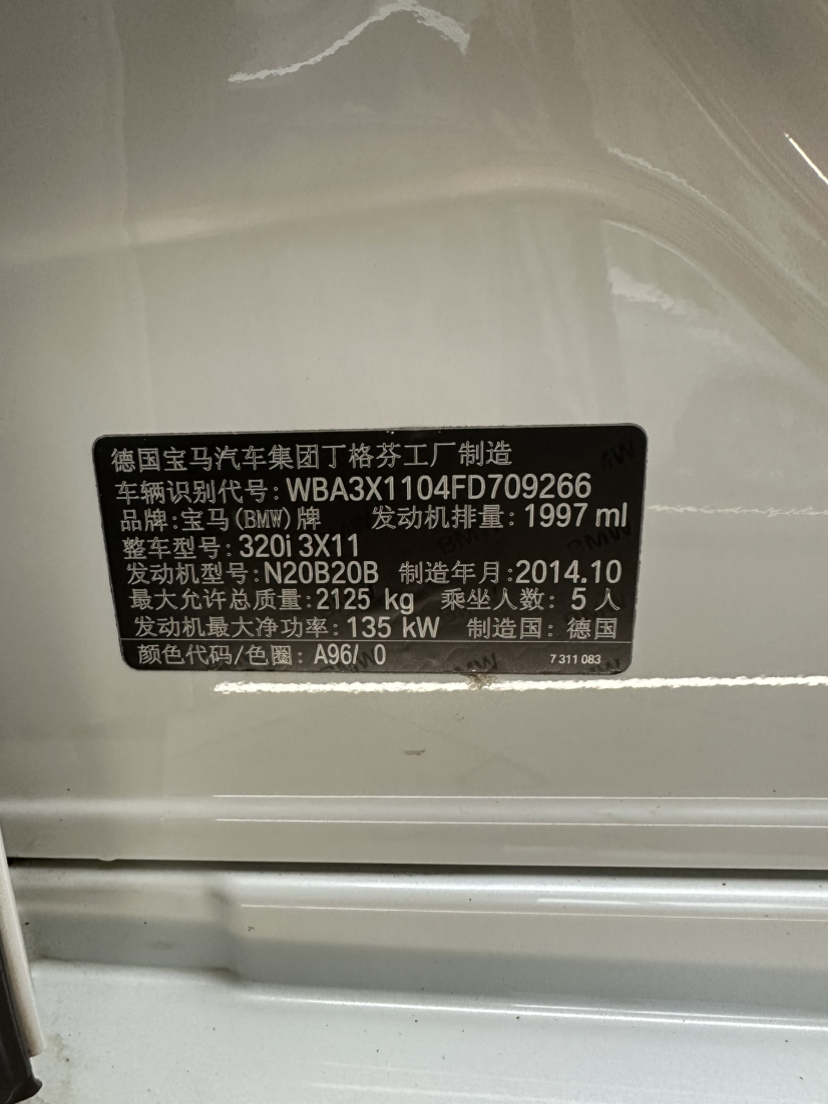 德国宝马汽车集团丁格芬工厂制造
车辆识别代号: WBA3X1104FD709266
品牌: 宝马(BMW)牌 发动机排量: 1997 ml
整车型号: 320i 3X11
发动机型号: N20B20B 制造年月: 2014.10
最大允许总质量: 2125 kg 乘坐人数: 5 人
发动机最大净功率: 135 kW 制造国: 德国
颜色代码/色圈: A96/ 0 7 311 083